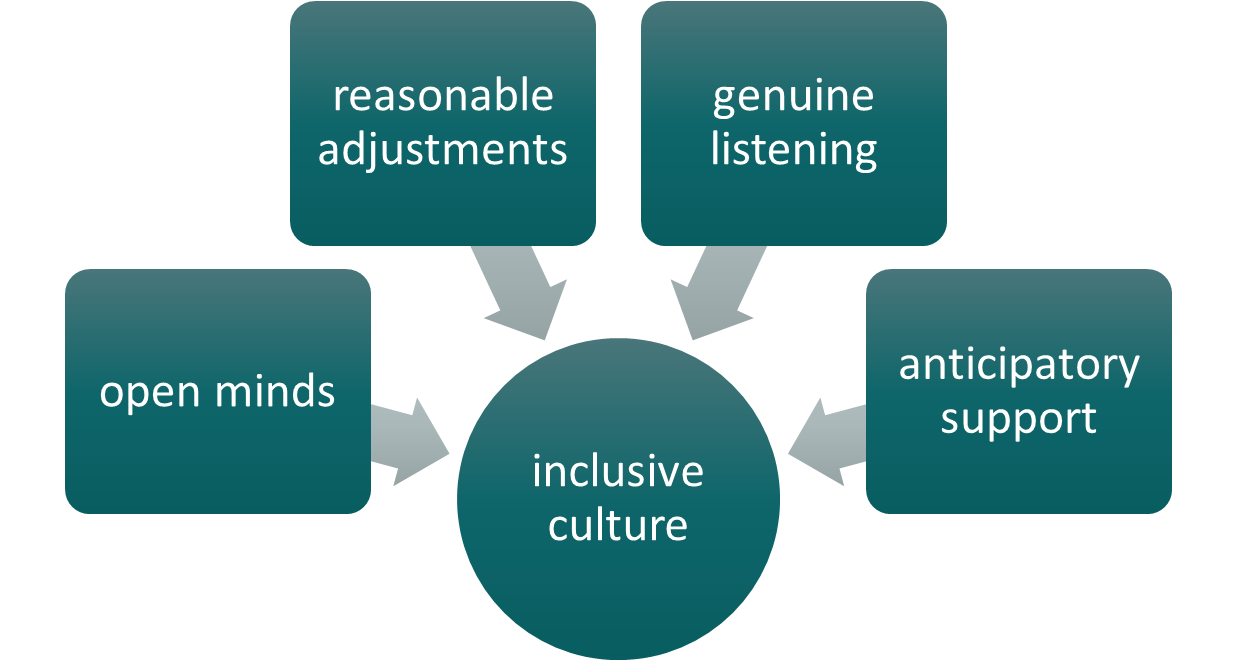 reasonable
adjustments
genuine
listening
open minds
anticipatory
support
inclusive
culture